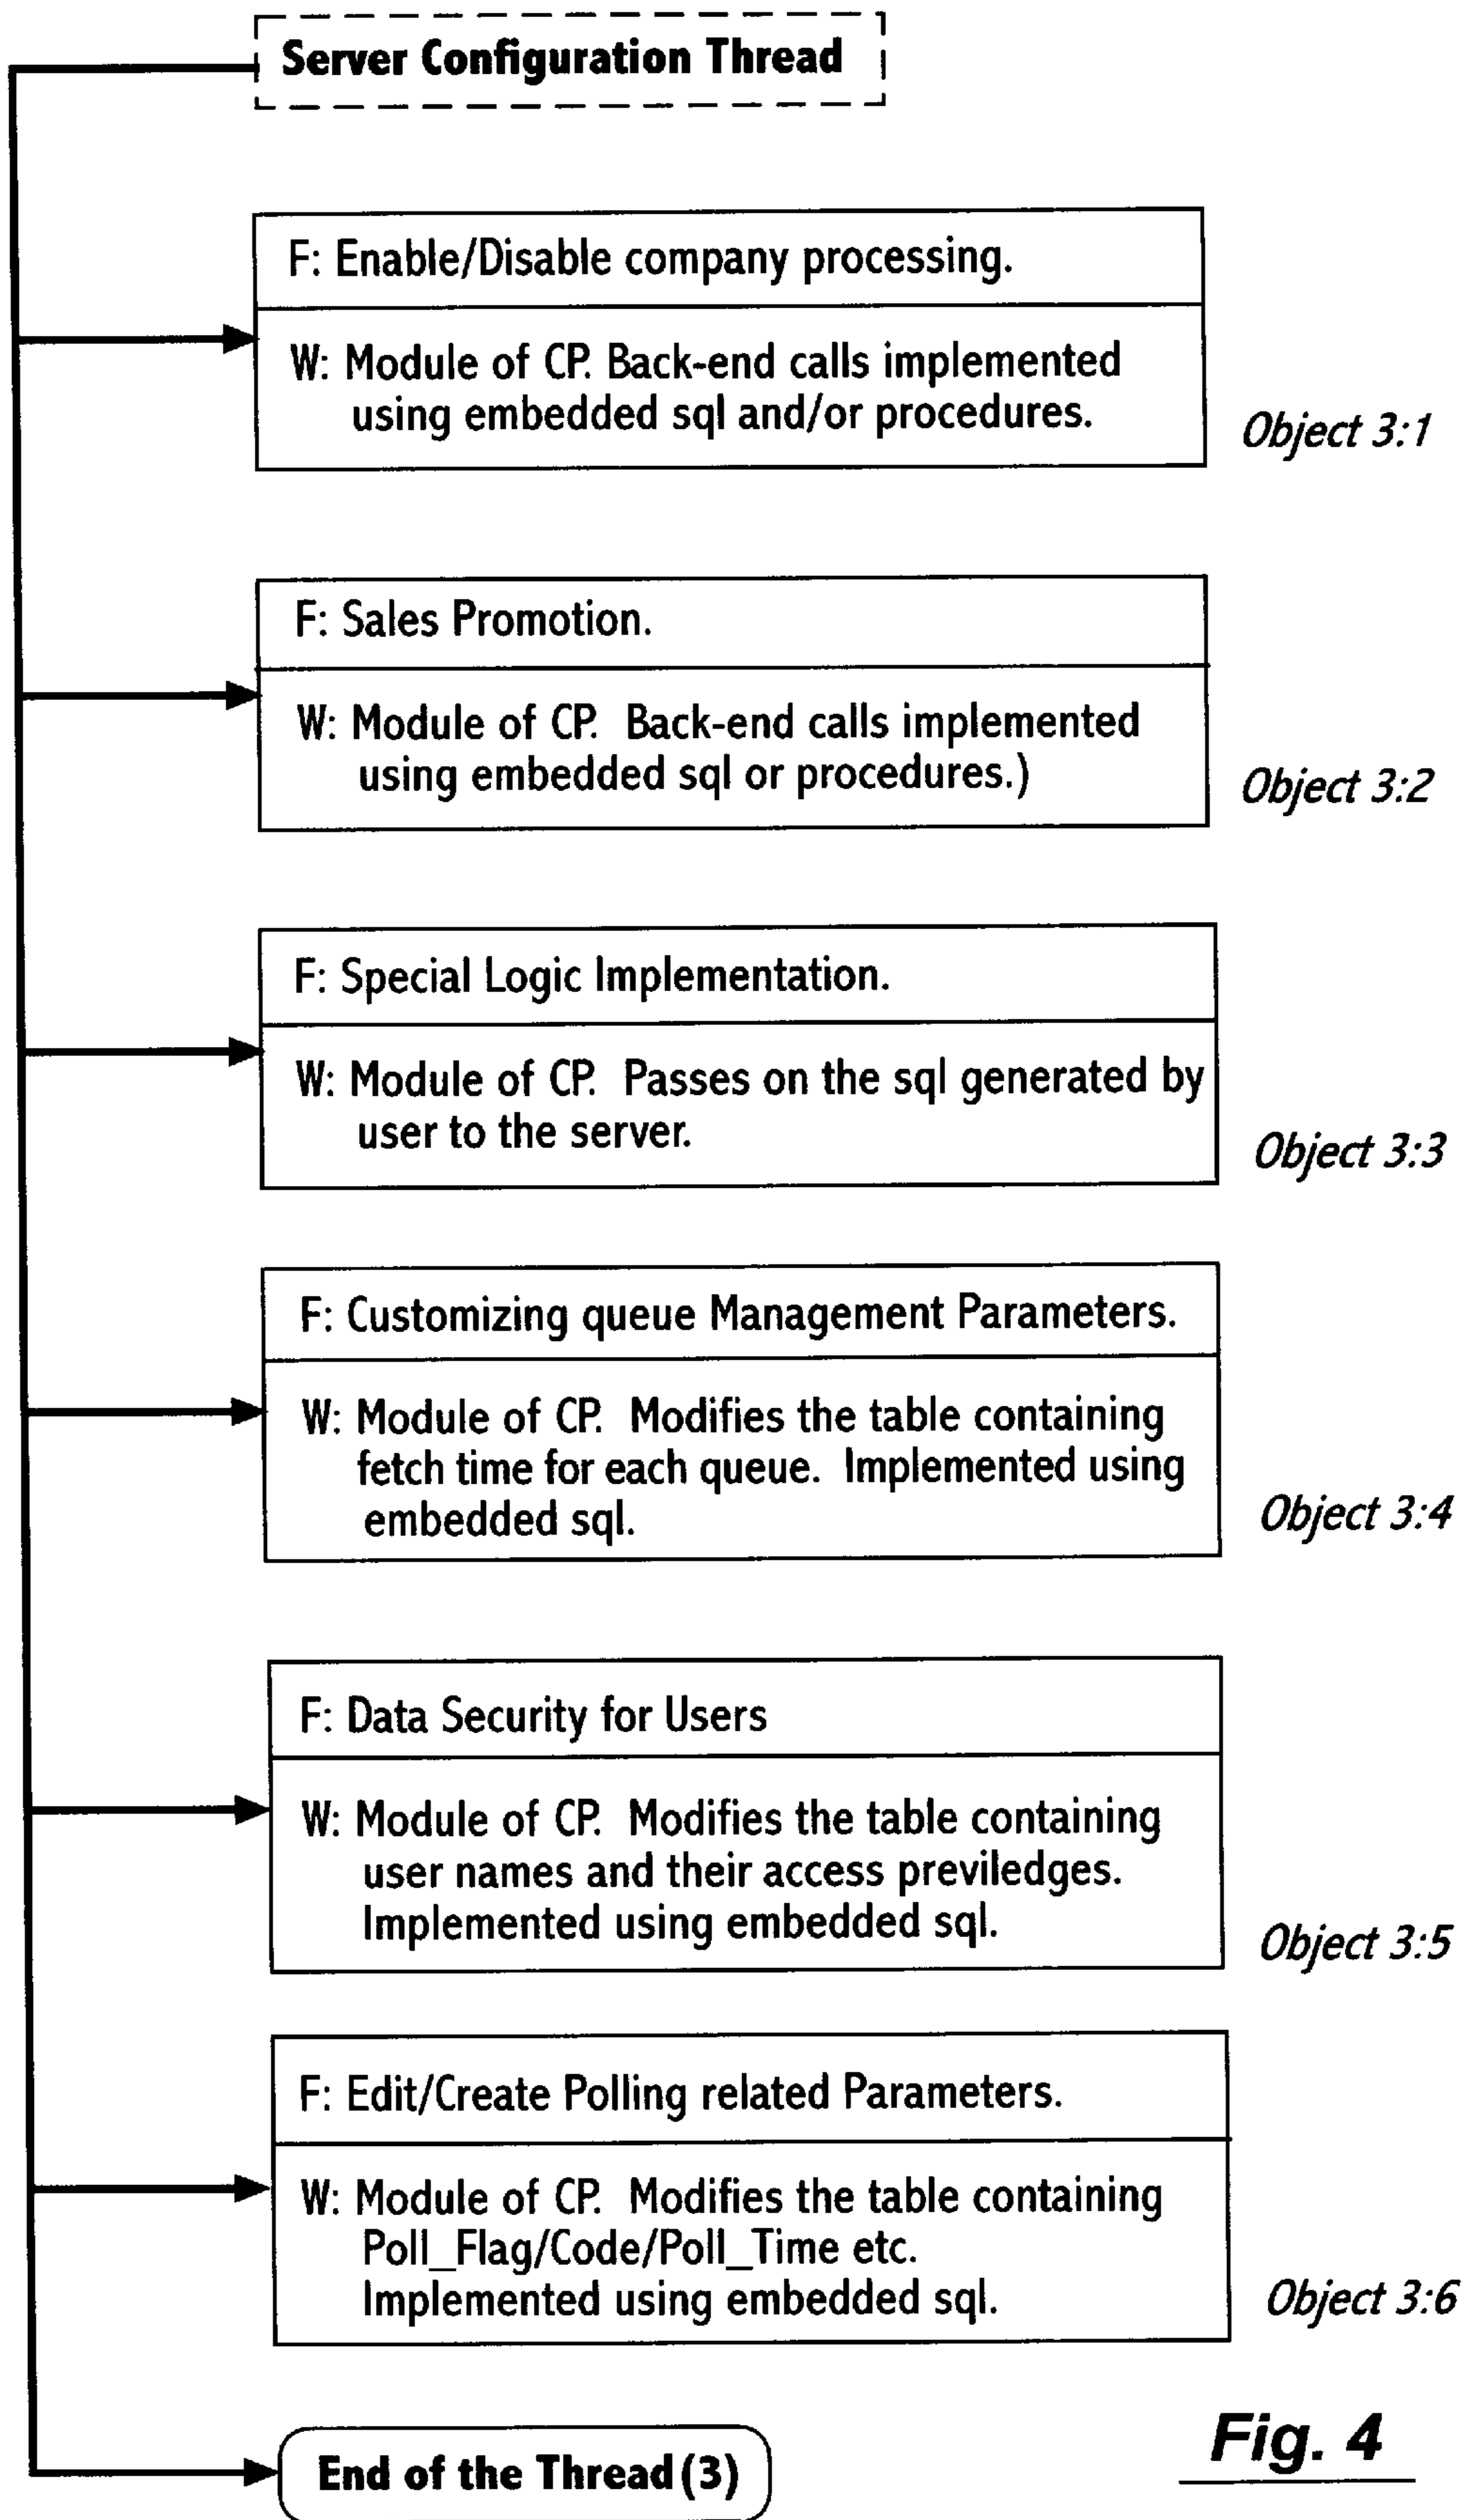 Server Configuration Thread
F: Enable/Disable company processing.
W: Module of CP. Back-end calls implemented
using embedded sql and/or procedures.
Object 3:1
F: Sales Promotion.
W: Module of CP. Back-end calls implemented
using embedded sql or procedures.)
Object 3:2
F: Special Logic Implementation.
W: Module of CP. Passes on the sql generated by
user to the server.
Object 3:3
F: Customizing queue Management Parameters.
W: Module of CP. Modifies the table containing
fetch time for each queue. Implemented using
embedded sql.
Object 3:4
F: Data Security for Users
W: Module of CP. Modifies the table containing
user names and their access previledges.
Implemented using embedded sql.
Object 3:5
F: Edit/Create Polling related Parameters.
W: Module of CP. Modifies the table containing
Poll_Flag/Code/Poll_Time etc.
Implemented using embedded sql.
Object 3:6
End of the Thread (3)
Fig. 4